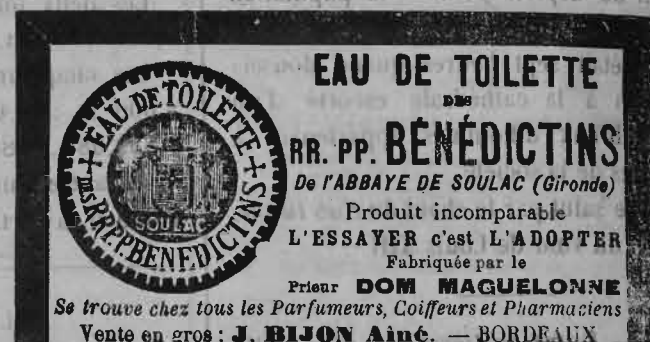 EAU DE TOILETTE
DES RR.PP.BENEDICTINS
SOULAC
EAU DE TOILETTE
DES
RR. PP. BÉNÉDICTINS
De l'ABBAYE DE SOULAC (Gironde)
Produit incomparable
L'ESSAYER c'est L'ADOPTER
Fabriquée par le
Prieur DOM MAGUELONNE
Se trouve chez tous les Parfumeurs, Coiffeurs et Pharmaciens
Vente en gros : J. BIJON Aîné. — BORDEAUX